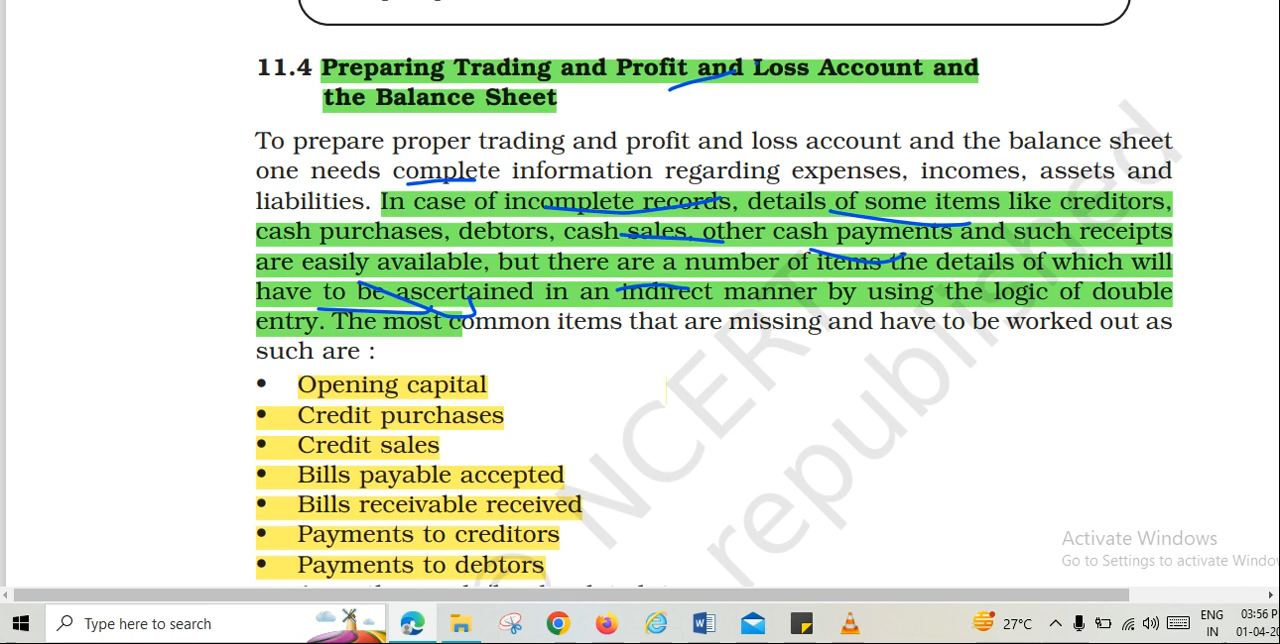 11.4 Preparing Trading and Profit and Loss Account and
the Balance Sheet
To prepare proper trading and profit and loss account and the balance sheet
one needs complete information regarding expenses, incomes, assets and
liabilities. In case of incomplete records, details of some items like creditors,
cash purchases, debtors, cash sales, other cash payments and such receipts
are easily available, but there are a number of items the details of which will
have to be ascertained in an indirect manner by using the logic of double
entry. The most common items that are missing and have to be worked out as
such are :
• Opening capital
• Credit purchases
• Credit sales
• Bills payable accepted
• Bills receivable received
• Payments to creditors
• Payments to debtors
© NCERT
republished
Activate Windows
Go to Settings to activate Windo
Type here to search
27°C
ENG
IN
03:56 P
01-04-20